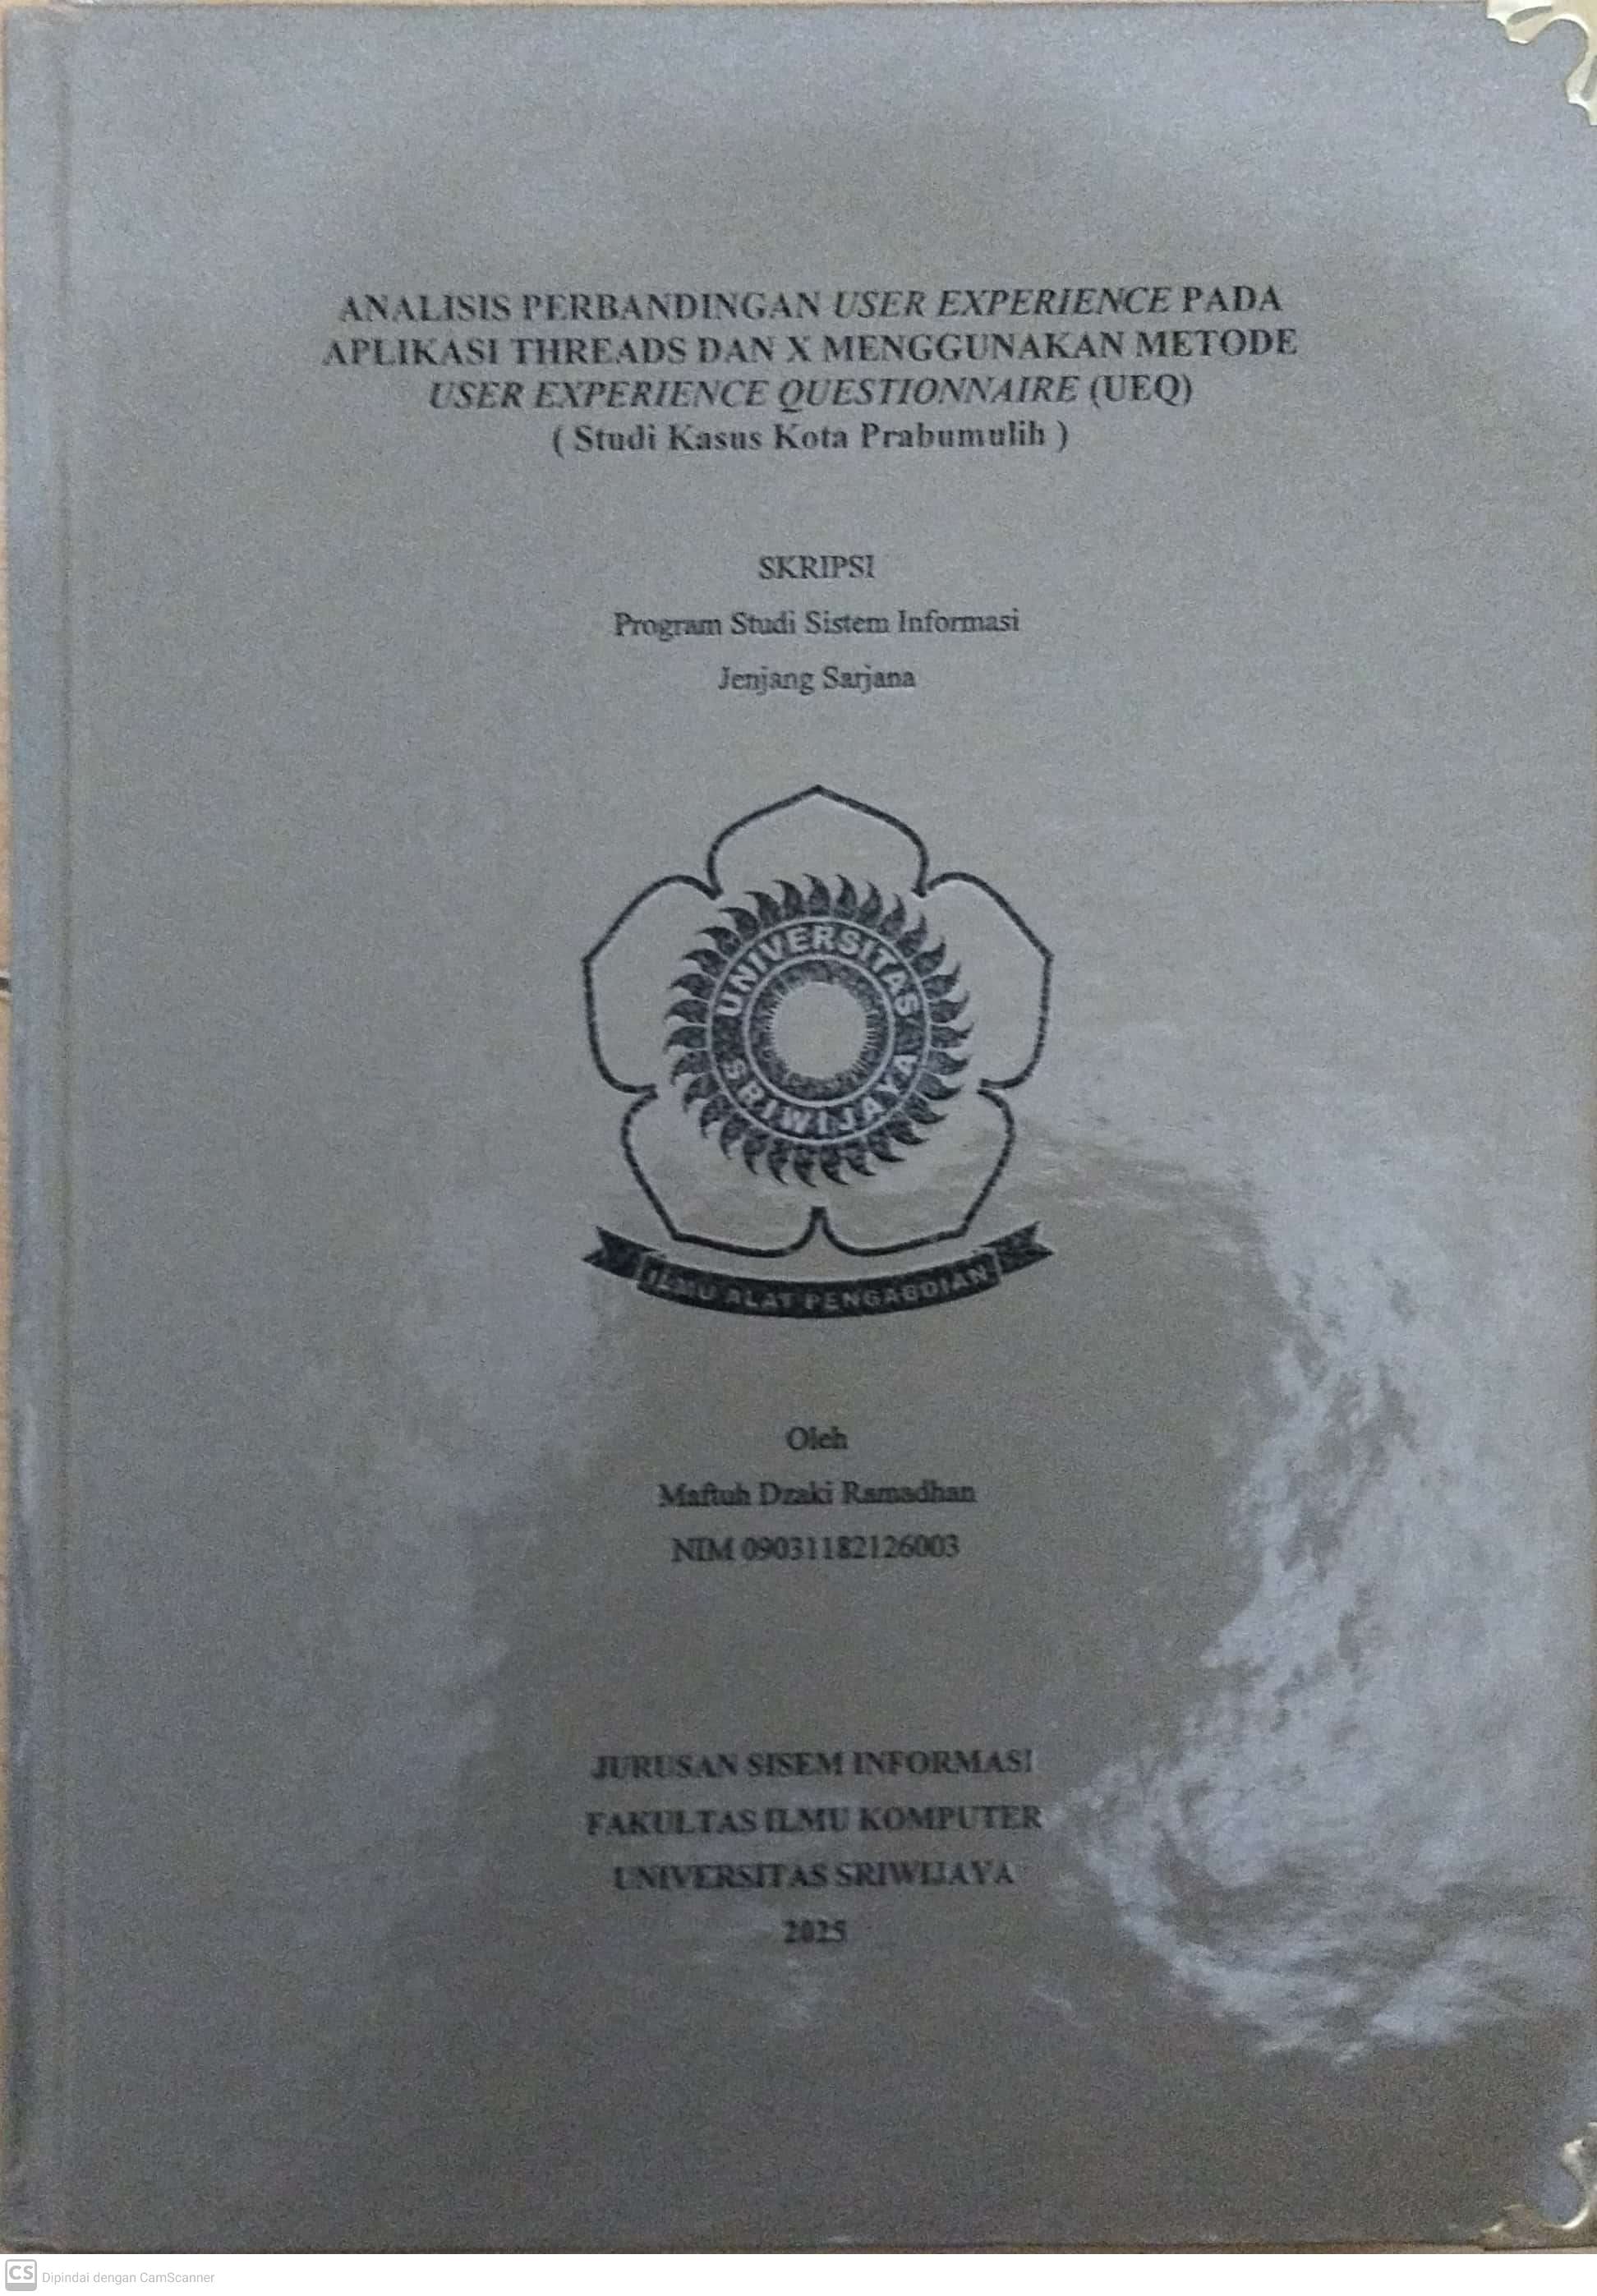 ANALISIS PERBANDINGAN USER EXPERIENCE PADA
APLIKASI THREADS DAN X MENGGUNAKAN METODE
USER EXPERIENCE QUESTIONNAIRE (UEQ)
( Studi Kasus Kota Prabumulih )
SKRIPSI
Program Studi Sistem Informasi
Jenjang Sarjana
UNIVERSITAS
SRIWIJAYA
ILMU ALAT PENGABDIAN
Oleh
Maftuh Dzaki Ramadhan
NIM 09031182126003
JURUSAN SISEM INFORMASI
FAKULTAS ILMU KOMPUTER
UNIVERSITAS SRIWIJAYA
2025
CS Dipindai dengan CamScanner